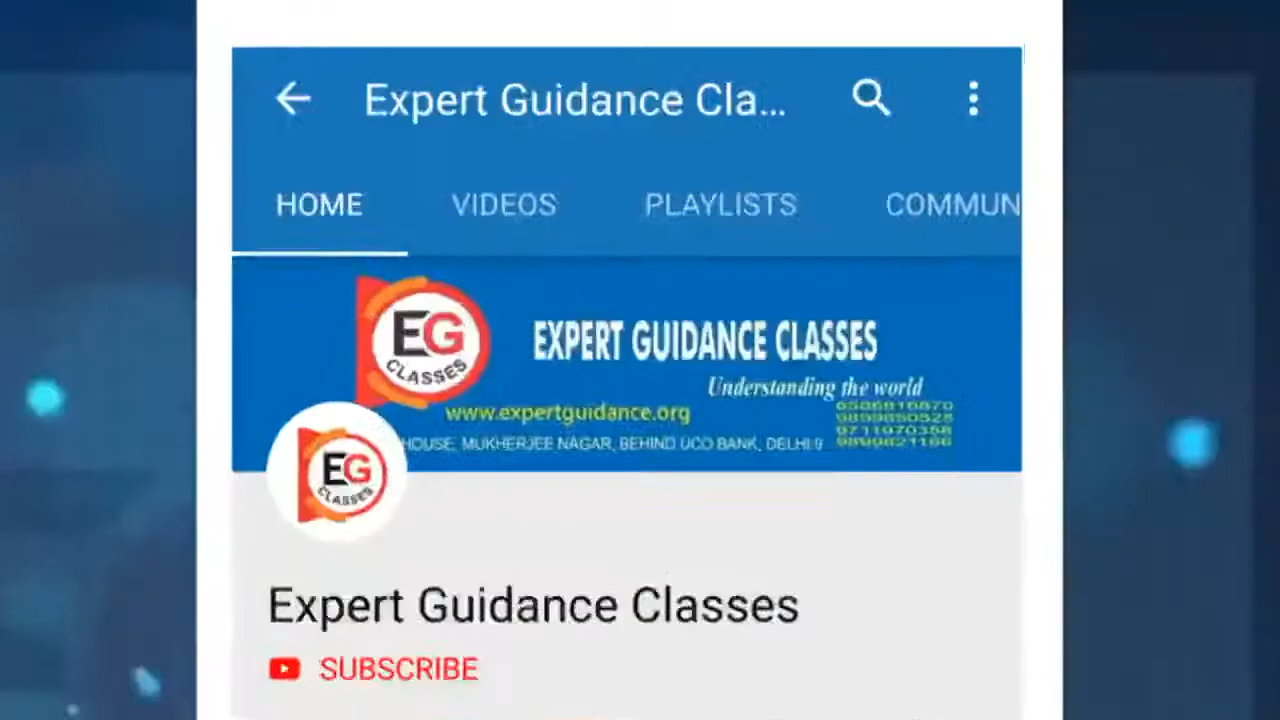 Expert Guidance Cla...
HOME VIDEOS PLAYLISTS COMMUN
EG
CLASSES
EXPERT GUIDANCE CLASSES
Understanding the world
www.expertguidance.org
HOUSE, MUKHERJEE NAGAR, BEHIND UCO BANK, DELHI 9
EG
CLASSES
Expert Guidance Classes
SUBSCRIBE